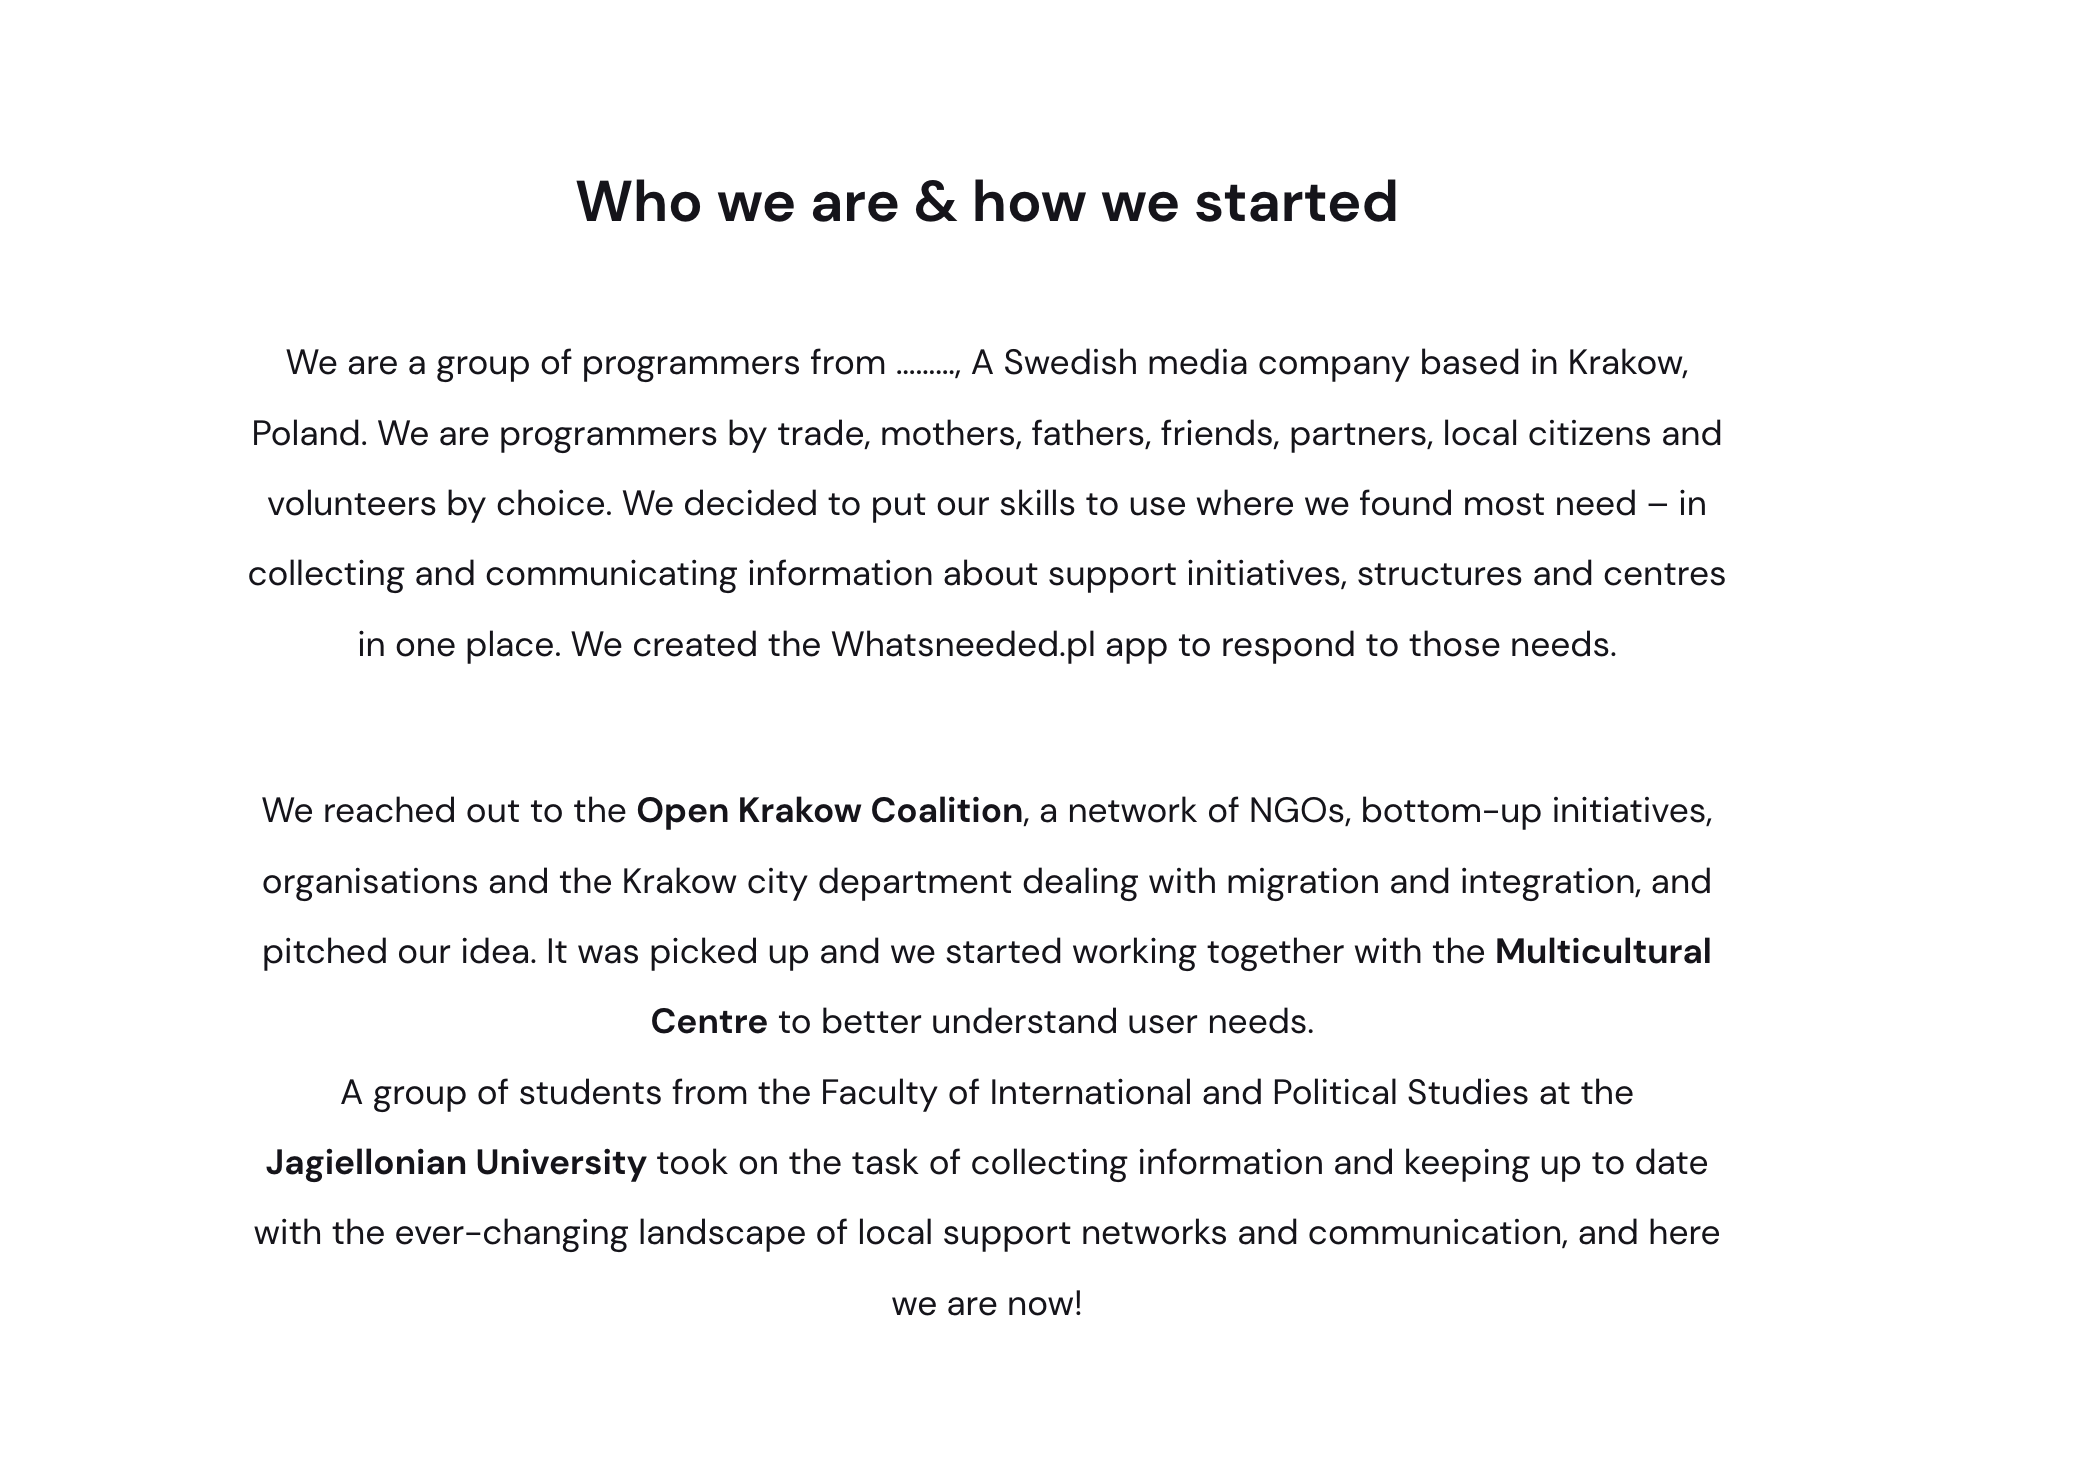 Who we are & how we started
We are a group of programmers from ........., A Swedish media company based in Krakow,
Poland. We are programmers by trade, mothers, fathers, friends, partners, local citizens and
volunteers by choice. We decided to put our skills to use where we found most need – in
collecting and communicating information about support initiatives, structures and centres
in one place. We created the Whatsneeded.pl app to respond to those needs.
We reached out to the Open Krakow Coalition, a network of NGOs, bottom-up initiatives,
organisations and the Krakow city department dealing with migration and integration, and
pitched our idea. It was picked up and we started working together with the Multicultural
Centre to better understand user needs.
A group of students from the Faculty of International and Political Studies at the
Jagiellonian University took on the task of collecting information and keeping up to date
with the ever-changing landscape of local support networks and communication, and here
we are now!